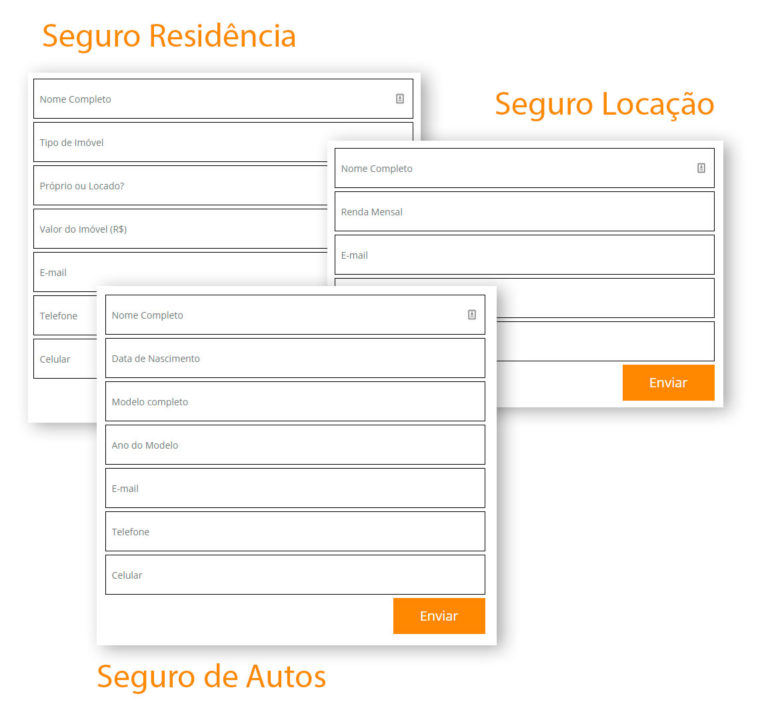 Seguro Residência
Nome Completo
Tipo de Imóvel
Próprio ou Locado?
Valor do Imóvel (R$)
E-mail
Telefone
Celular
Seguro Locação
Nome Completo
Renda Mensal
E-mail
Enviar
Nome Completo
Data de Nascimento
Modelo completo
Ano do Modelo
E-mail
Telefone
Celular
Enviar
Seguro de Autos